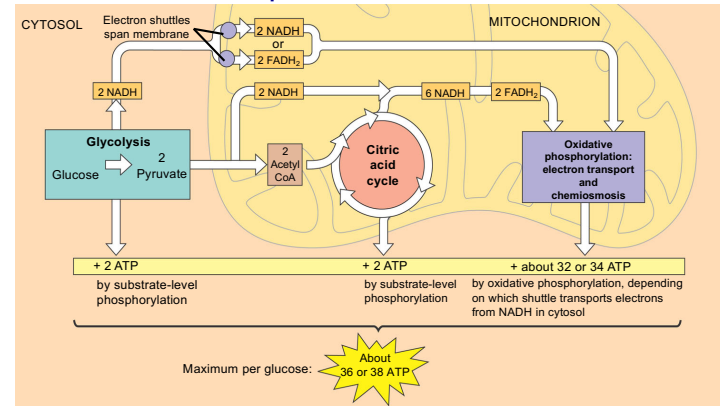 CYTOSOL
Electron shuttles
span membrane
MITOCHONDRION
2 NADH
or
2 FADH₂
2 NADH
2 NADH
6 NADH
2 FADH₂
Glycolysis
Glucose
2
Pyruvate
2
Acetyl
CoA
Citric
acid
cycle
Oxidative
phosphorylation:
electron transport
and
chemiosmosis
+ 2 ATP
+ 2 ATP
+ about 32 or 34 ATP
by substrate-level
phosphorylation
by substrate-level
phosphorylation
by oxidative phosphorylation, depending
on which shuttle transports electrons
from NADH in cytosol
Maximum per glucose:
About
36 or 38 ATP